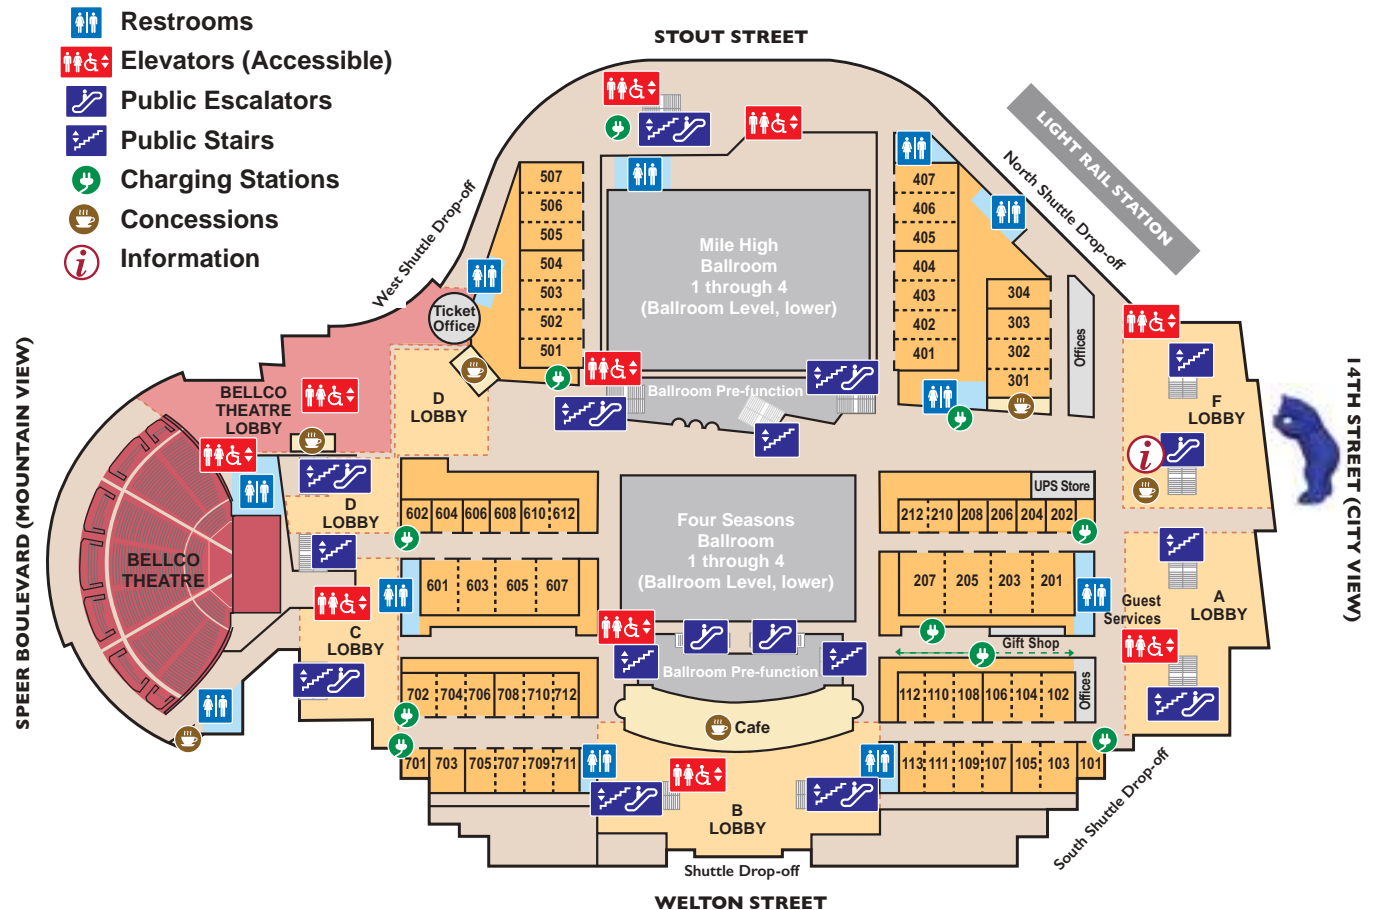 Restrooms
Elevators (Accessible)
Public Escalators
Public Stairs
Charging Stations
Concessions
i Information
STOUT STREET
LIGHT RAIL STATION
North Shuttle Drop-off
West Shuttle Drop-off
507
506
505
504
503
502
501
Mile High
Ballroom
1 through 4
(Ballroom Level, lower)
407
406
405
404
403
402
401
304
303
302
301
Offices
Ticket
Office
BELLCO
THEATRE
LOBBY
D
LOBBY
Ballroom Pre-function
F
LOBBY
i
SPEER BOULEVARD (MOUNTAIN VIEW)
14TH STREET (CITY VIEW)
D
LOBBY
602 604 606 608 610 612
Four Seasons
Ballroom
1 through 4
(Ballroom Level, lower)
UPS Store
212 210 208 206 204 202
BELLCO
THEATRE
601 603 605 607
207 205 203 201
Guest
Services
A
LOBBY
C
LOBBY
Gift Shop
Ballroom Pre-function
702 704 706 708 710 712
112 110 108 106 104 102
Offices
Cafe
701 703 705 707 709 711
113 111 109 107 105 103 101
B
LOBBY
South Shuttle Drop-off
Shuttle Drop-off
WELTON STREET